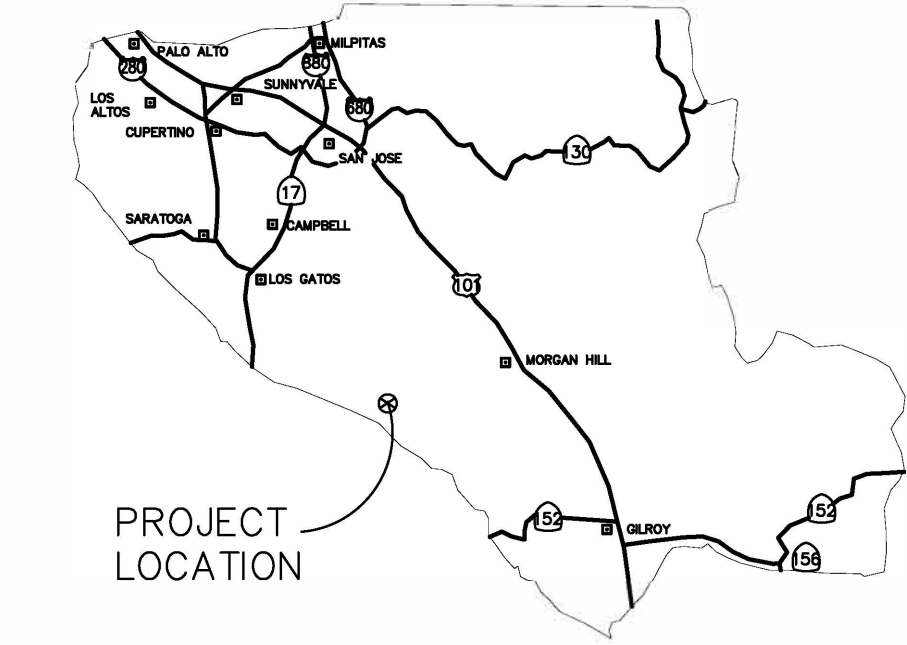 MILPITAS
PALO ALTO
280
880
SUNNYVALE
LOS
ALTOS
680
CUPERTINO
130
SAN JOSE
17
SARATOGA
CAMPBELL
LOS GATOS
101
MORGAN HILL
PROJECT
LOCATION
152
GILROY
152
156